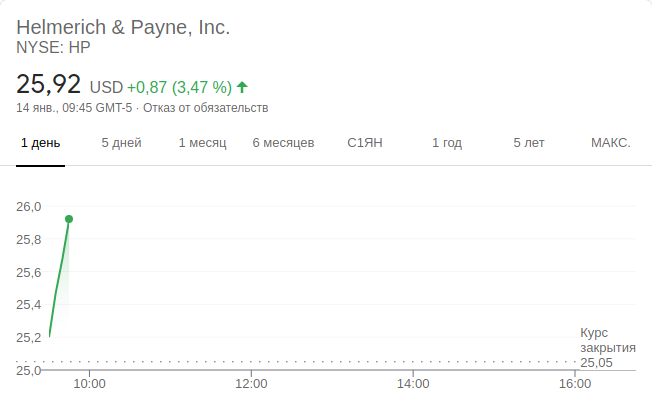 Helmerich & Payne, Inc.
NYSE: HP
25,92 USD +0,87 (3,47 %)
14 янв., 09:45 GMT-5 · Отказ от обязательств
1 день 5 дней 1 месяц 6 месяцев С1ЯН 1 год 5 лет МАКС.
26,0
25,8
25,6
25,4
25,2
25,0
Курс
закрытия
25,05
10:00 12:00 14:00 16:00